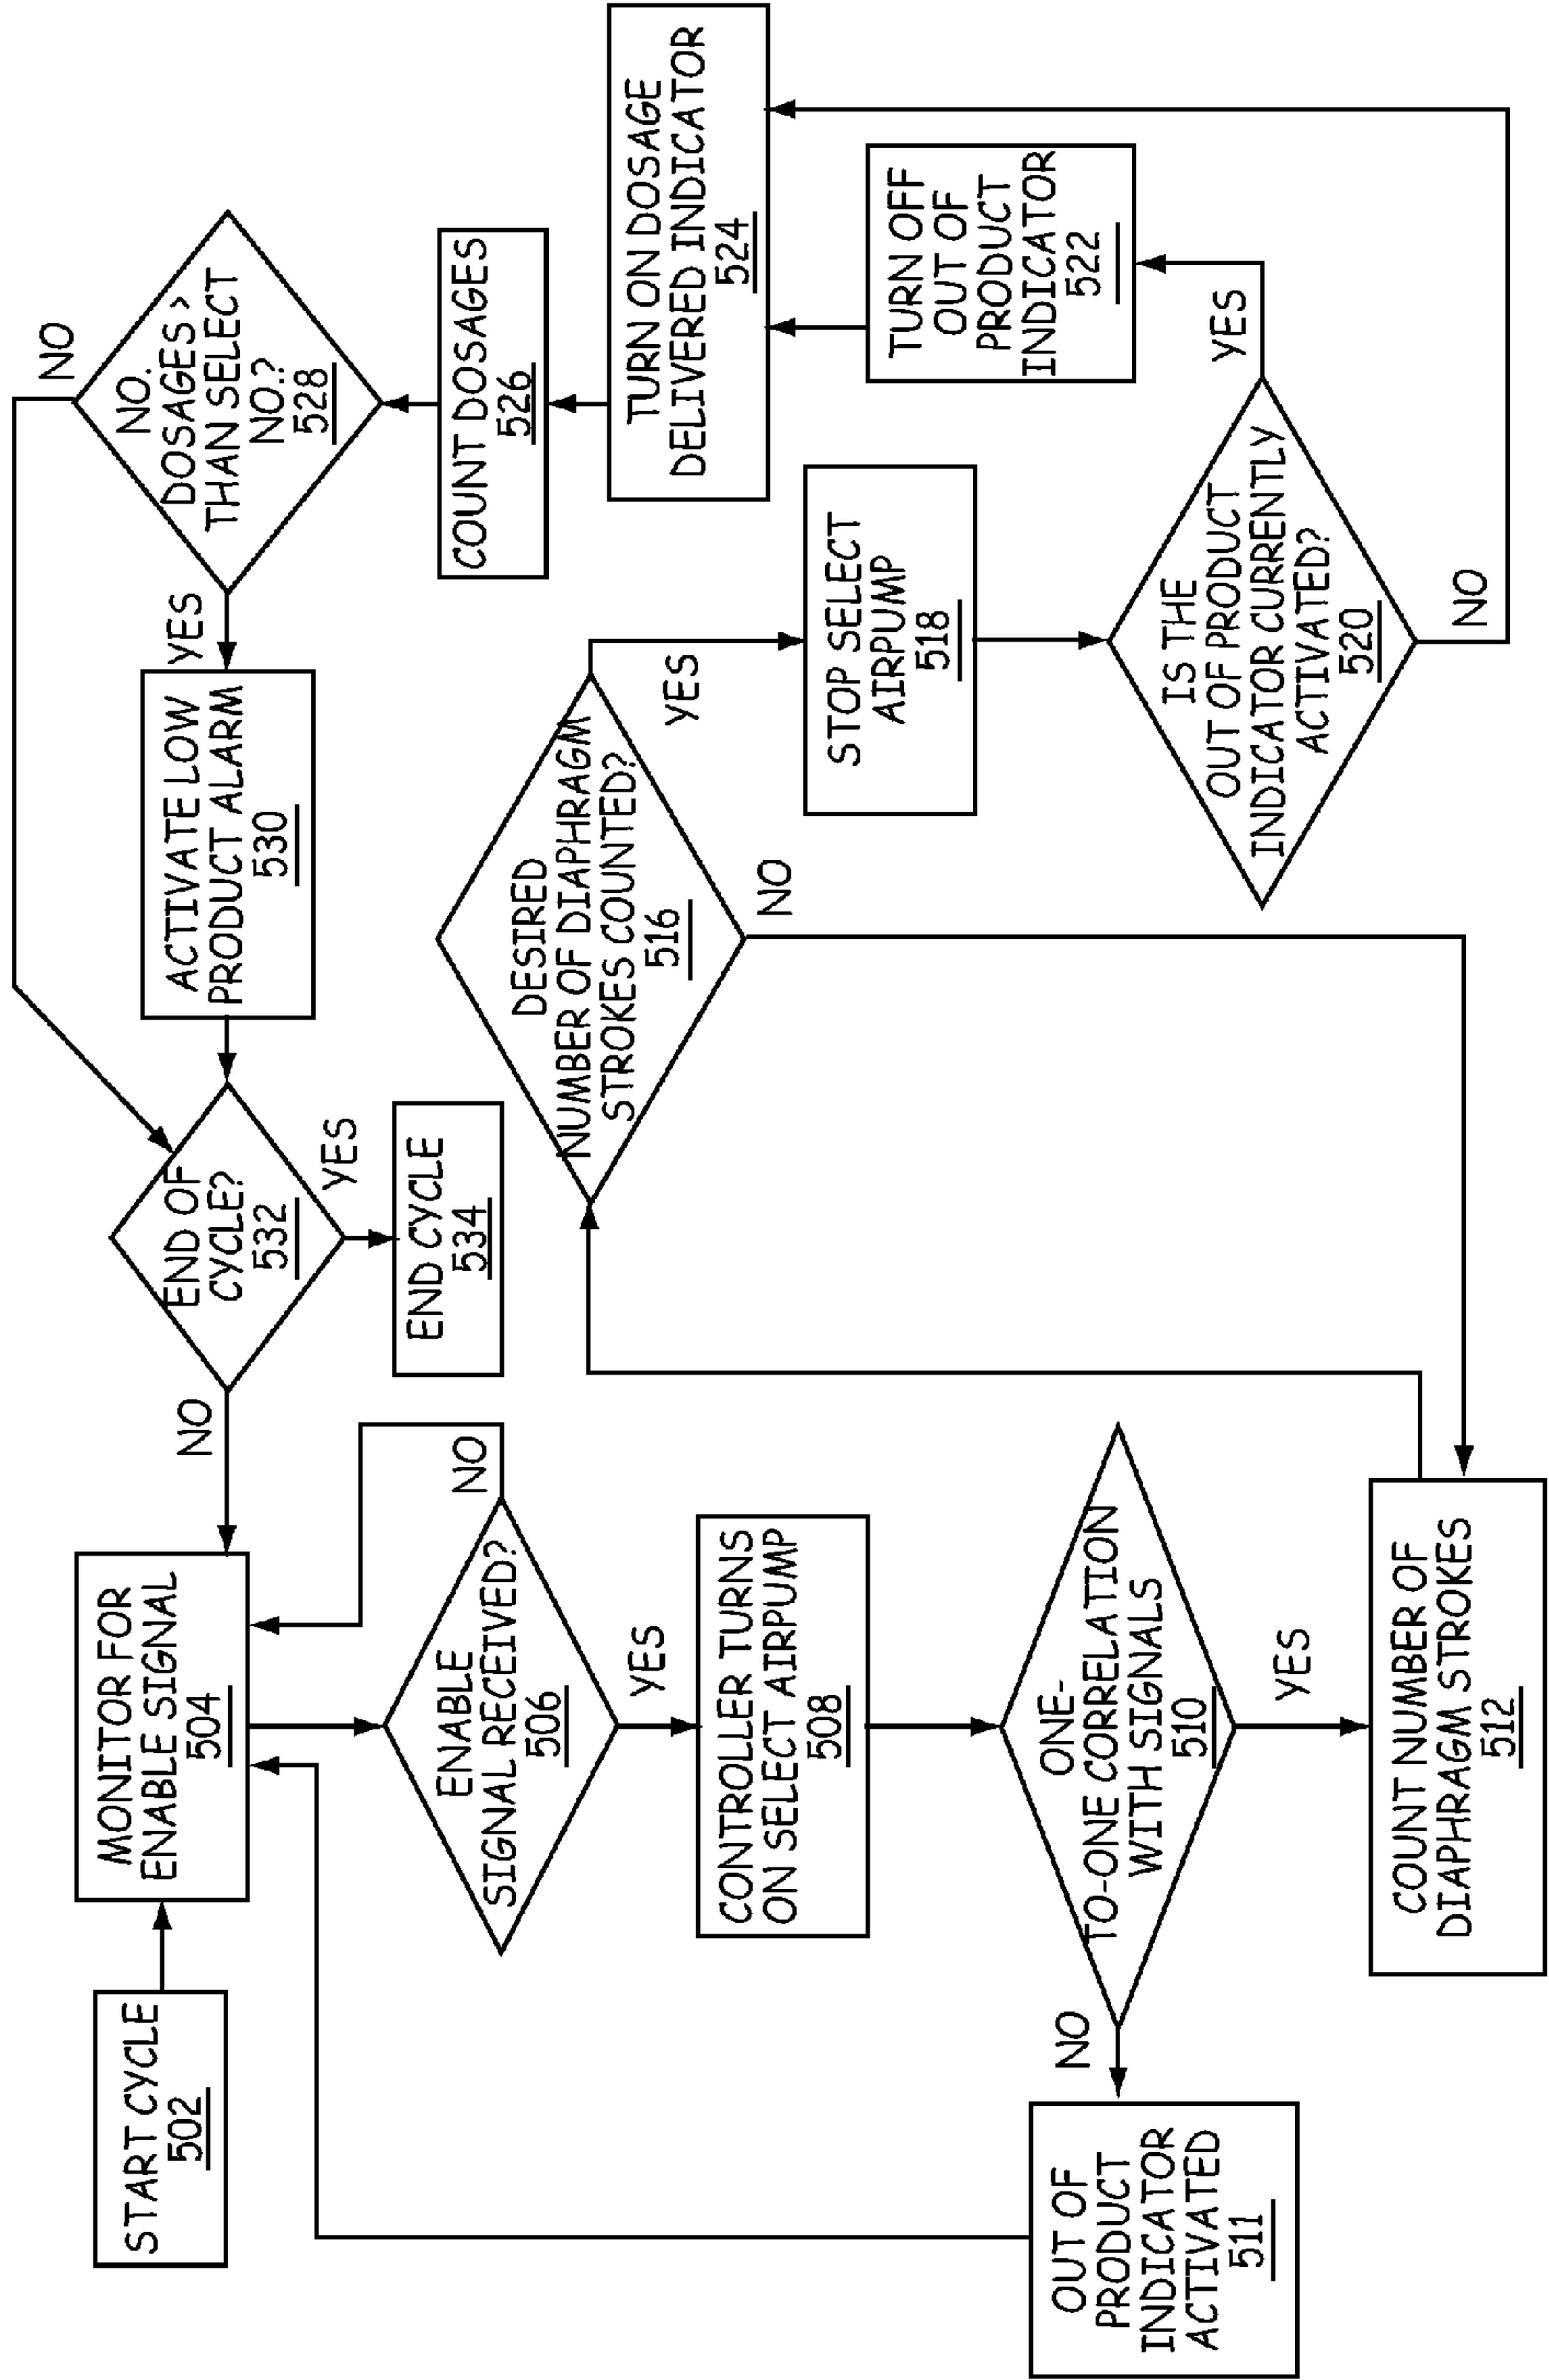 START CYCLE
502
MONITOR FOR
ENABLE SIGNAL
504
ENABLE
SIGNAL RECEIVED?
506
NO
YES
CONTROLLER TURNS
ON SELECT AIRPUMP
508
ONE-
TO-ONE CORRELATION
WITH SIGNALS
510
NO
YES
OUT OF
PRODUCT
INDICATOR
ACTIVATED
511
COUNT NUMBER OF
DIAPHRAGM STROKES
512
DESIRED
NUMBER OF DIAPHRAGM
STROKES COUNTED?
516
NO
YES
STOP SELECT
AIRPUMP
518
IS THE
OUT OF PRODUCT
INDICATOR CURRENTLY
ACTIVATED?
520
NO
YES
TURN OFF
OUT OF
PRODUCT
INDICATOR
522
TURN ON DOSAGE
DELIVERED INDICATOR
524
COUNT DOSAGES
526
NO.
DOSAGES >
THAN SELECT
NO.?
528
NO
YES
ACTIVATE LOW
PRODUCT ALARM
530
END OF
CYCLE?
532
NO
YES
END CYCLE
534